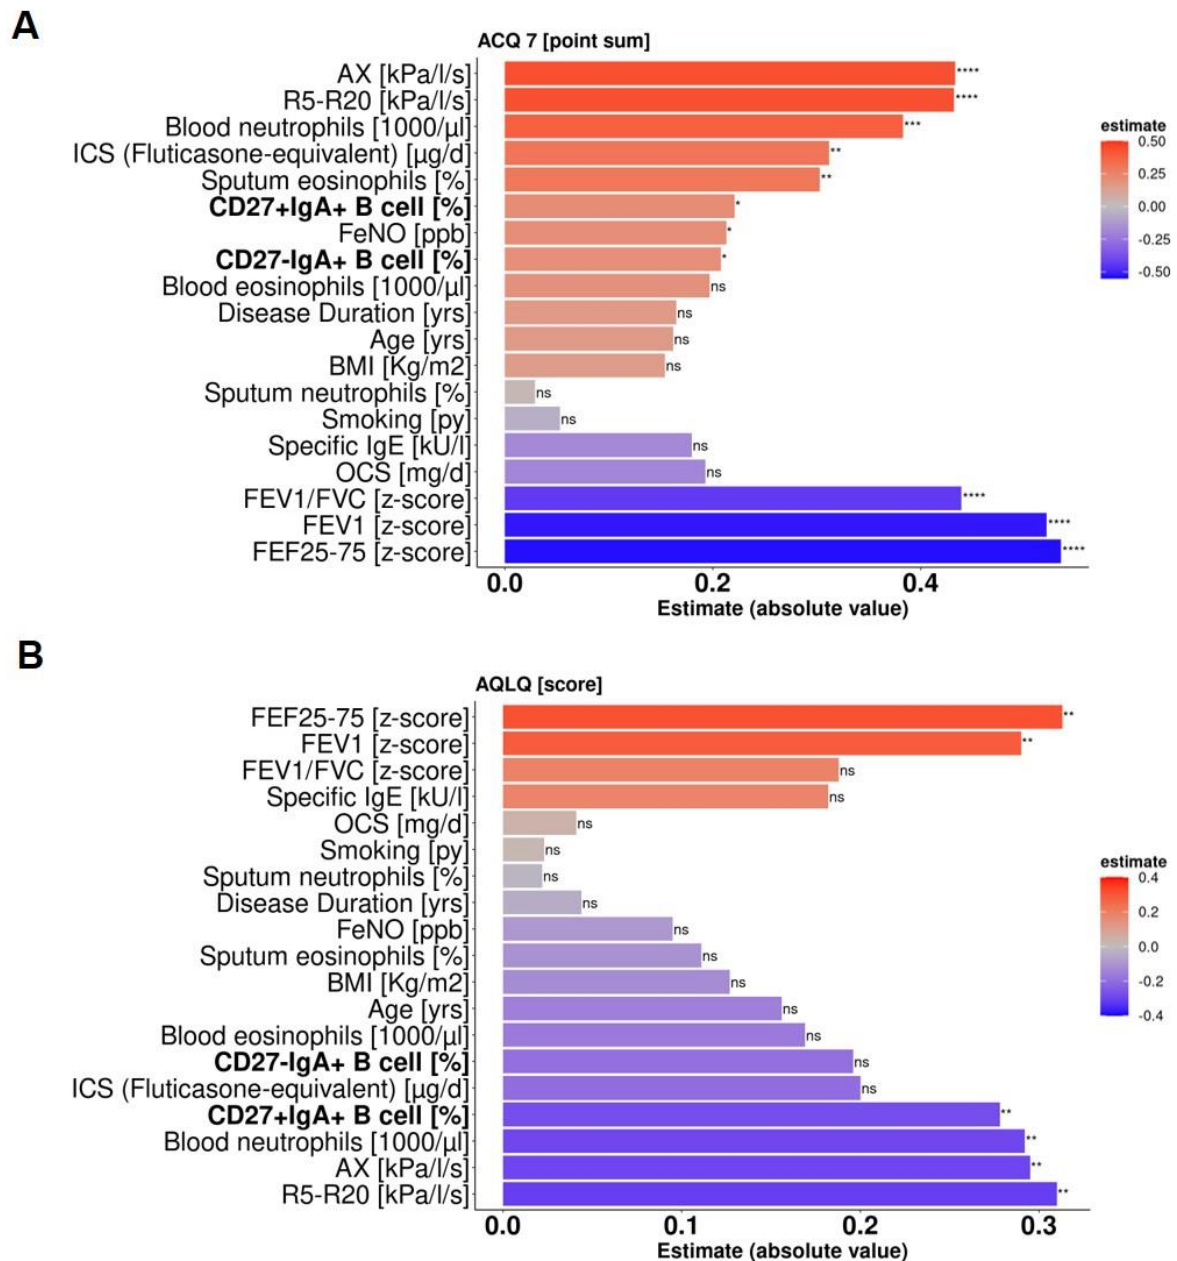 A
ACQ 7 [point sum]
AX [kPa/l/s] ****
R5-R20 [kPa/l/s] ****
Blood neutrophils [1000/µl] ***
ICS (Fluticasone-equivalent) [µg/d] **
Sputum eosinophils [%] **
CD27+IgA+ B cell [%] *
FeNO [ppb] *
CD27-IgA+ B cell [%] *
Blood eosinophils [1000/µl] ns
Disease Duration [yrs] ns
Age [yrs] ns
BMI [Kg/m2] ns
Sputum neutrophils [%] ns
Smoking [py] ns
Specific IgE [kU/l] ns
OCS [mg/d] ns
FEV1/FVC [z-score] ****
FEV1 [z-score] ****
FEF25-75 [z-score] ****
0.0 0.2 0.4
Estimate (absolute value)
estimate
0.50
0.25
0.00
-0.25
-0.50
B
AQLQ [score]
FEF25-75 [z-score] **
FEV1 [z-score] **
FEV1/FVC [z-score] ns
Specific IgE [kU/l] ns
OCS [mg/d] ns
Smoking [py] ns
Sputum neutrophils [%] ns
Disease Duration [yrs] ns
FeNO [ppb] ns
Sputum eosinophils [%] ns
BMI [Kg/m2] ns
Age [yrs] ns
Blood eosinophils [1000/µl] ns
CD27-IgA+ B cell [%] ns
ICS (Fluticasone-equivalent) [µg/d] ns
CD27+IgA+ B cell [%] **
Blood neutrophils [1000/µl] **
AX [kPa/l/s] **
R5-R20 [kPa/l/s] **
0.0 0.1 0.2 0.3
Estimate (absolute value)
estimate
0.4
0.2
0.0
-0.2
-0.4